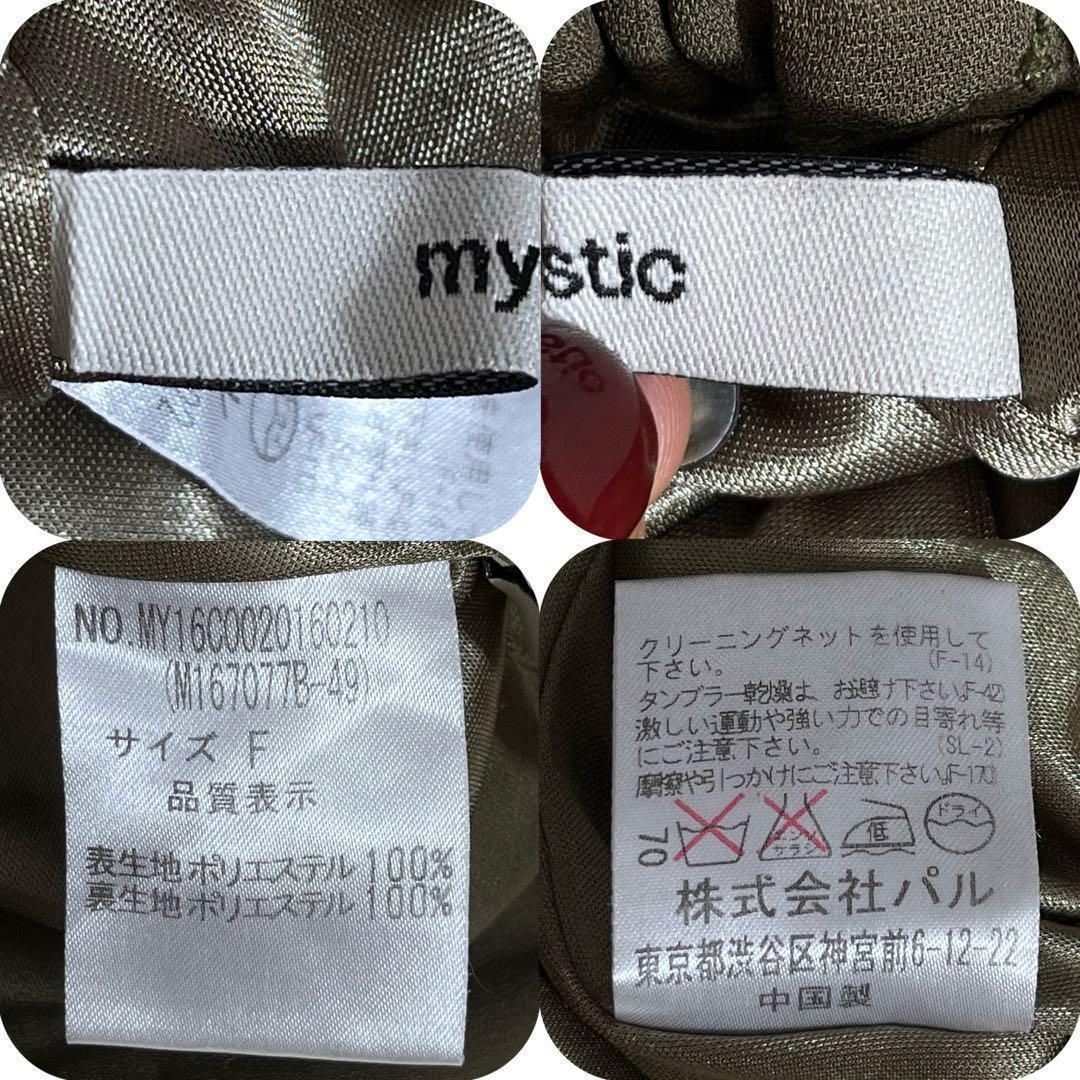 mystic
NO.MY16C0020160210
(M167077B-49)
サイズ F
品質表示
表生地 ポリエステル 100%
裏生地 ポリエステル 100%
クリーニングネットを使用して
下さい。 (F-14)
タンブラー乾燥は、お避け下さい。(F-42)
激しい運動や強い力での目寄れ等
にご注意下さい。 (SL-2)
摩擦や引っかけにご注意下さい。(F-170)
エンソ
サラシ
低
ドライ
70
株式会社パル
東京都渋谷区神宮前6-12-22
中国製